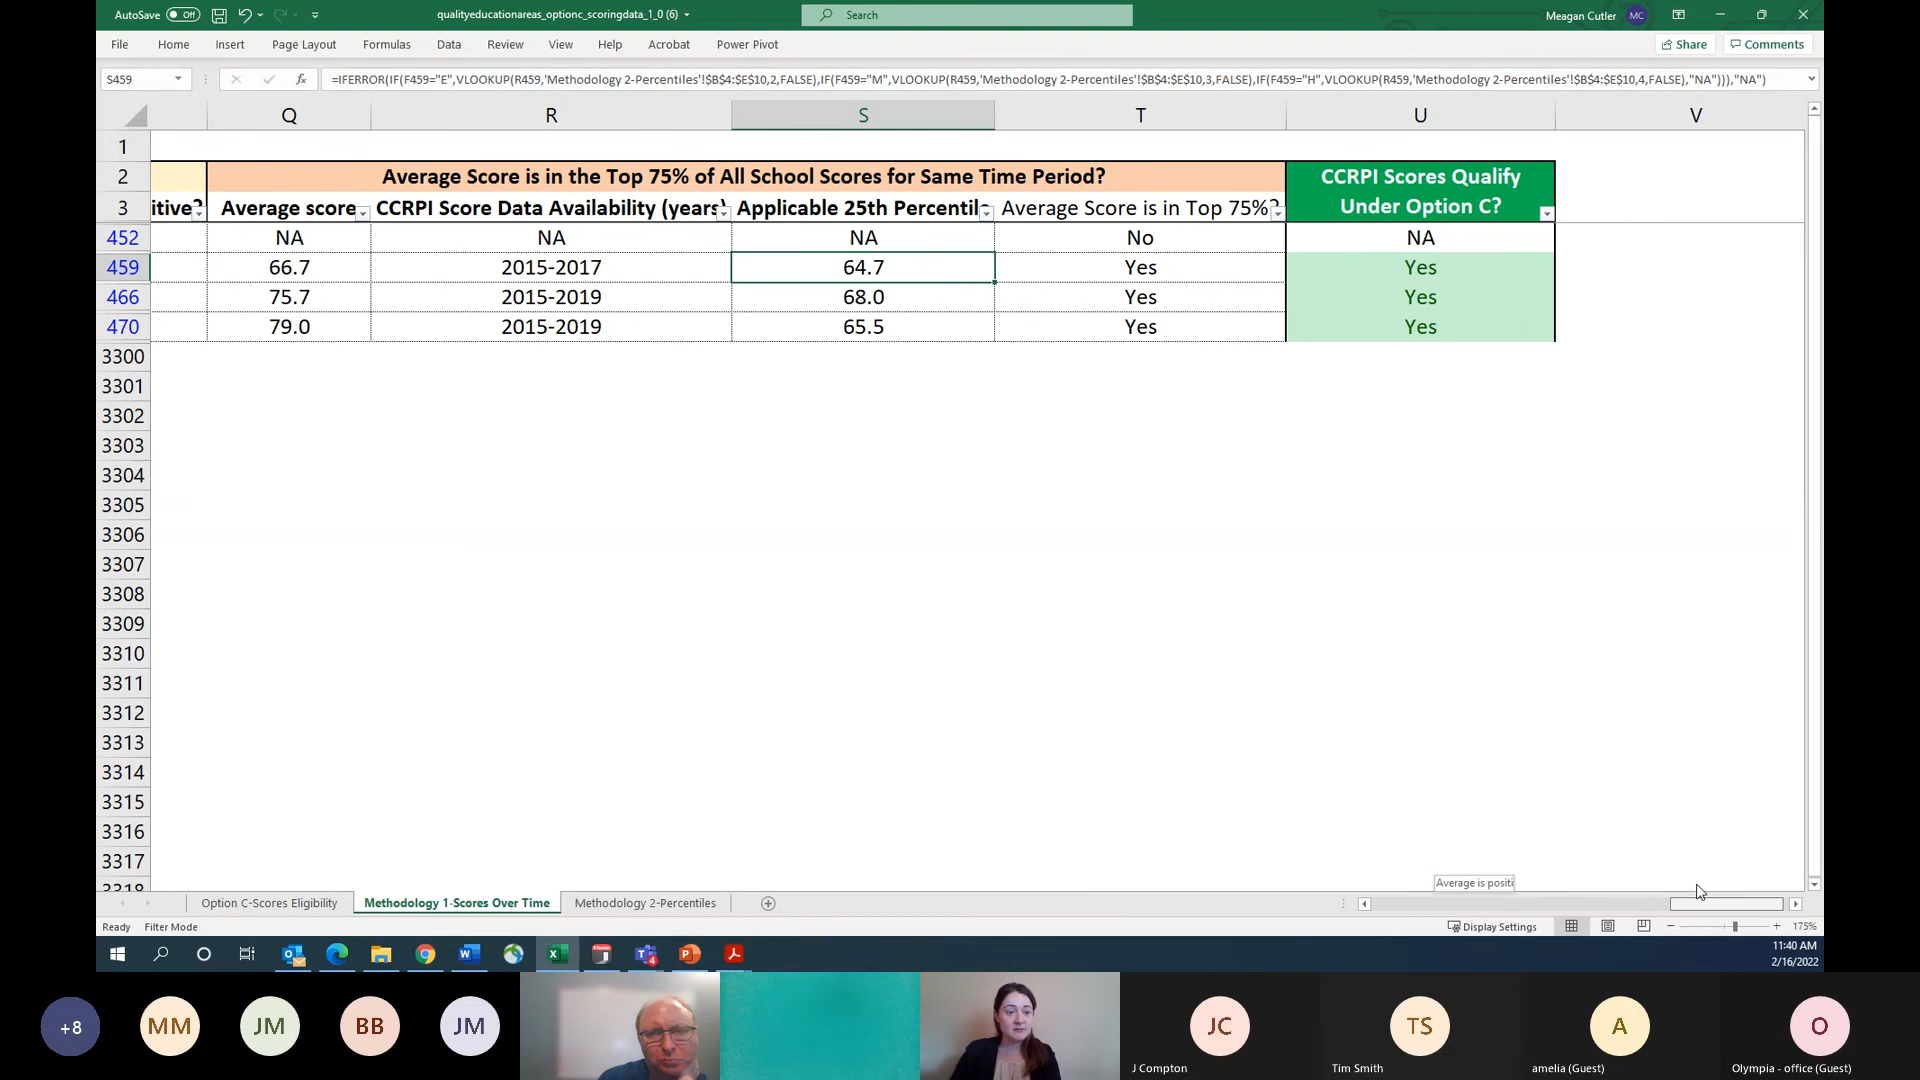 AutoSave Off qualityeducationareas_optionc_scoringdata_1_0 (6) Search Meagan Cutler MC
File Home Insert Page Layout Formulas Data Review View Help Acrobat Power Pivot Share Comments
S459 fx =IFERROR(IF(F459="E",VLOOKUP(R459,'Methodology 2-Percentiles'!$B$4:$E$10,2,FALSE),IF(F459="M",VLOOKUP(R459,'Methodology 2-Percentiles'!$B$4:$E$10,3,FALSE),IF(F459="H",VLOOKUP(R459,'Methodology 2-Percentiles'!$B$4:$E$10,4,FALSE),"NA"))),"NA")
Q R S T U V
1
2 Average Score is in the Top 75% of All School Scores for Same Time Period? CCRPI Scores Qualify
3 itive? Average score CCRPI Score Data Availability (years) Applicable 25th Percentile Average Score is in Top 75%? Under Option C?
452 NA NA NA No NA
459 66.7 2015-2017 64.7 Yes Yes
466 75.7 2015-2019 68.0 Yes Yes
470 79.0 2015-2019 65.5 Yes Yes
3300
3301
3302
3303
3304
3305
3306
3307
3308
3309
3310
3311
3312
3313
3314
3315
3316
3317
3318
Average is positi
Option C-Scores Eligibility Methodology 1-Scores Over Time Methodology 2-Percentiles
Ready Filter Mode Display Settings 175%
11:40 AM
2/16/2022
+8 MM JM BB JM JC TS A O
J Compton Tim Smith amelia (Guest) Olympia - office (Guest)